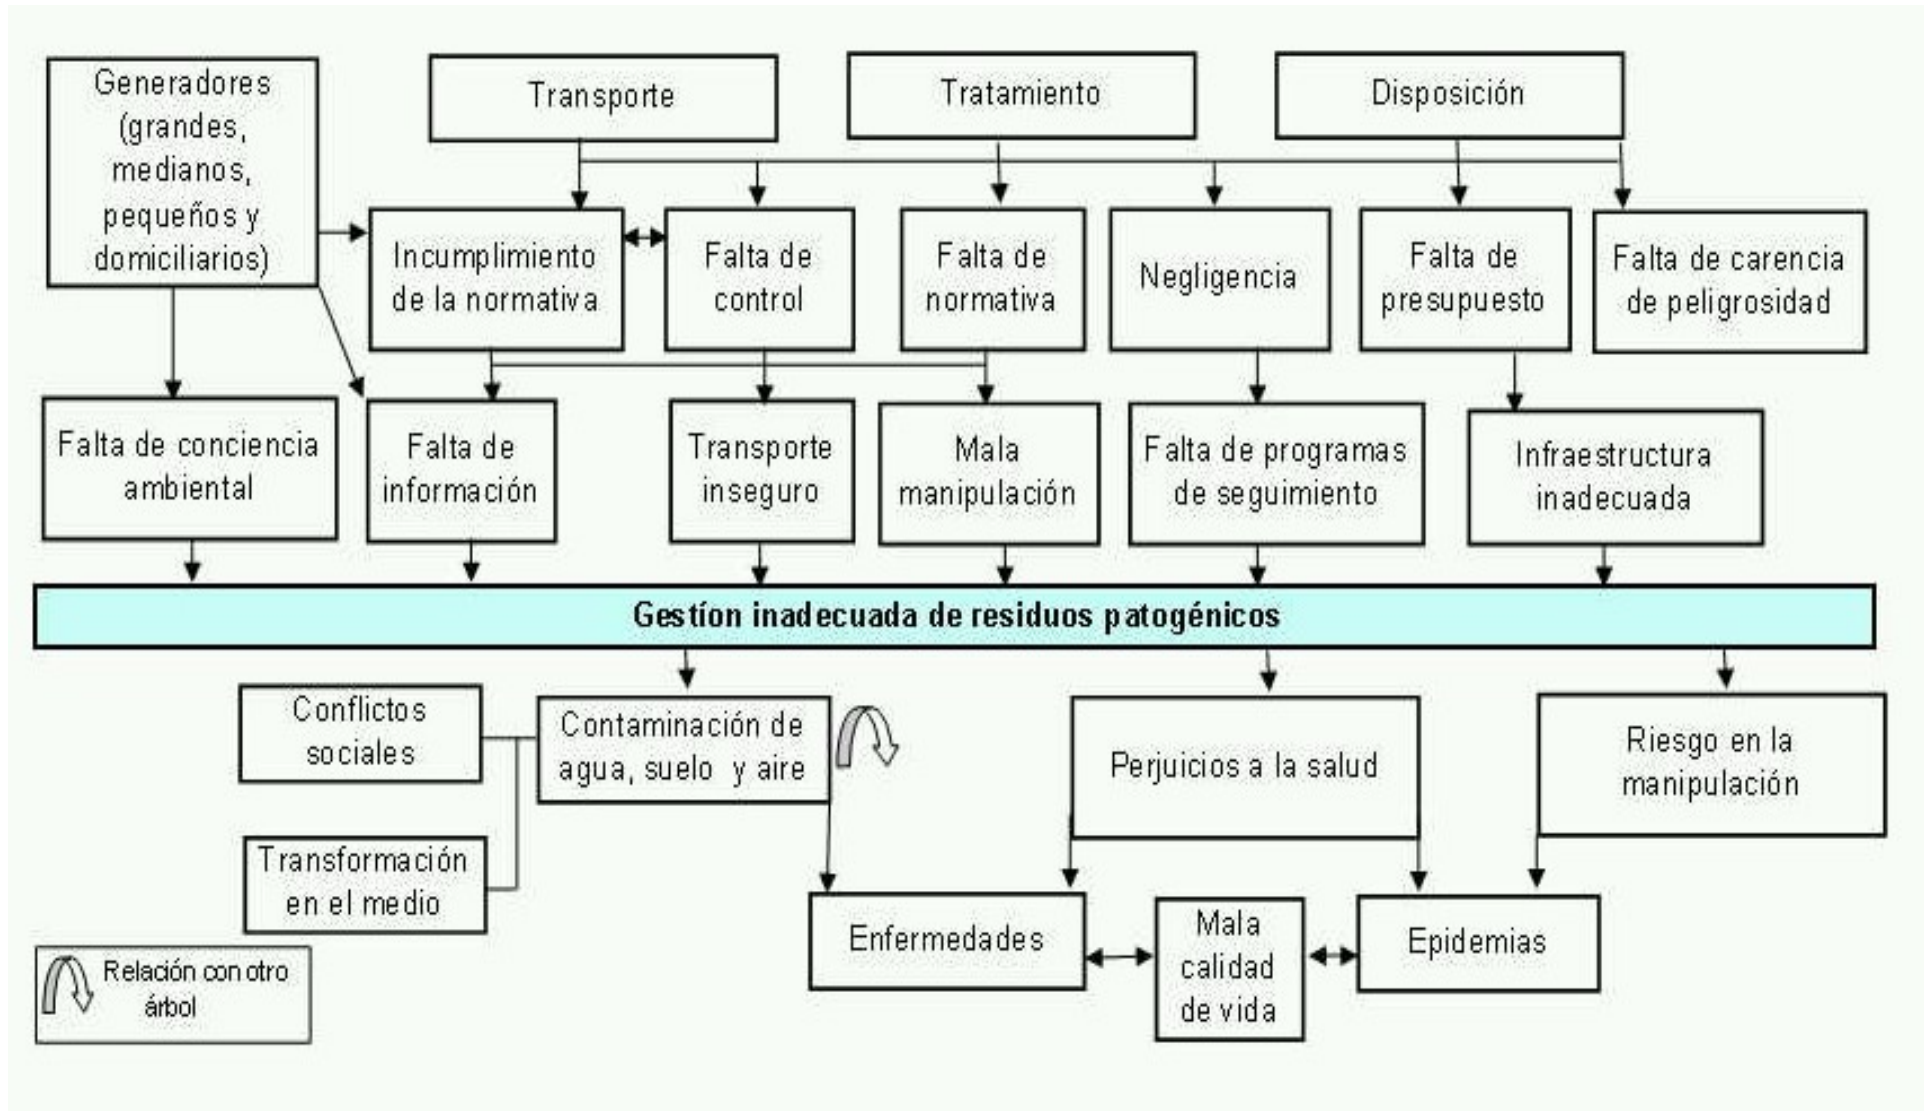 Generadores
(grandes,
medianos,
pequeños y
domiciliarios)
Transporte
Tratamiento
Disposición
Incumplimiento
de la normativa
Falta de
control
Falta de
normativa
Negligencia
Falta de
presupuesto
Falta de carencia
de peligrosidad
Falta de conciencia
ambiental
Falta de
información
Transporte
inseguro
Mala
manipulación
Falta de programas
de seguimiento
Infraestructura
inadecuada
Gestíon inadecuada de residuos patogénicos
Conflictos
sociales
Contaminación de
agua, suelo y aire
Perjuicios a la salud
Riesgo en la
manipulación
Transformación
en el medio
Enfermedades
Mala
calidad
de vida
Epidemias
Relación con otro
árbol